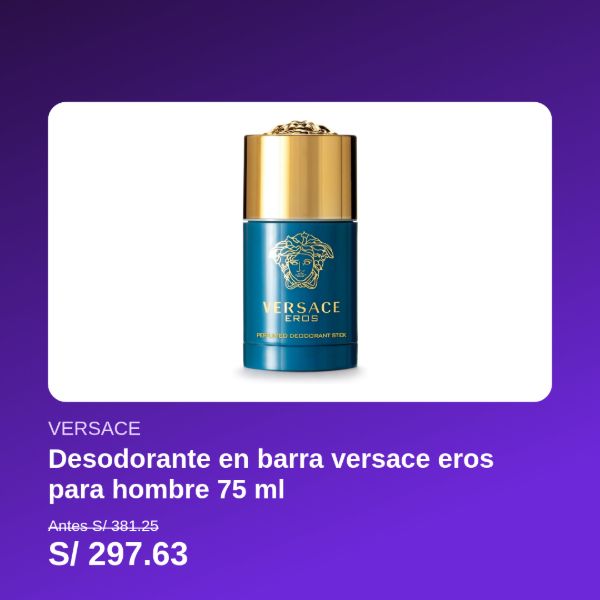 VERSACE
EROS
PERFUMED DEODORANT STICK
VERSACE
Desodorante en barra versace eros
para hombre 75 ml
Antes S/ 381.25
S/ 297.63